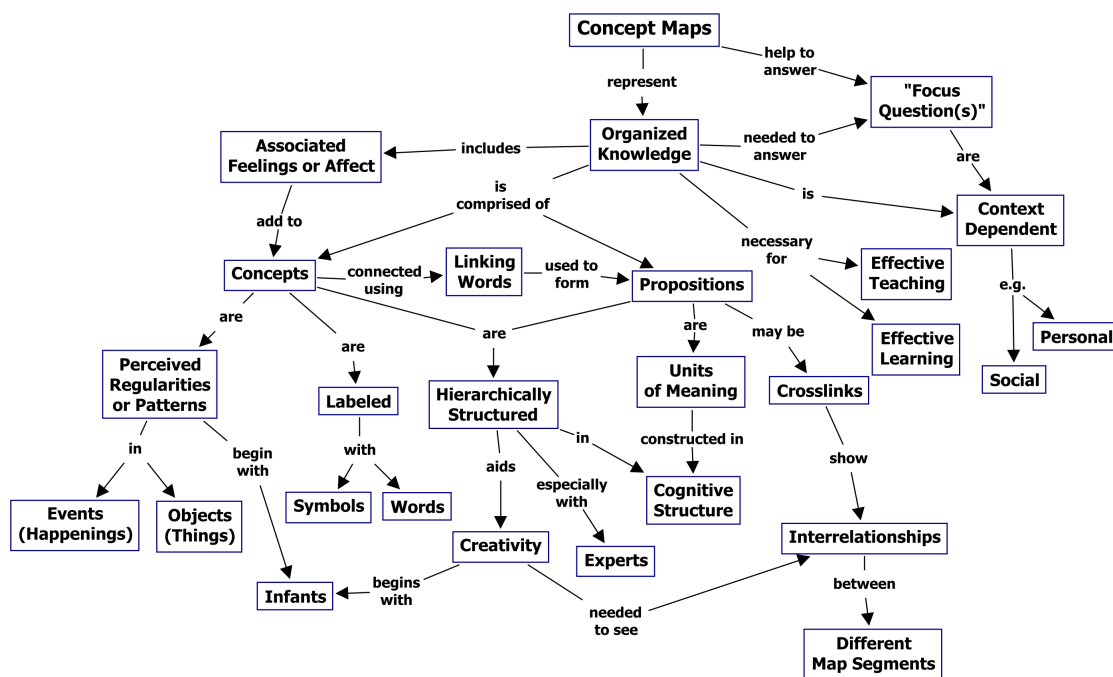 Concept Maps
help to
answer
represent
"Focus
Question(s)"
Associated
Feelings or Affect
includes
Organized
Knowledge
needed to
answer
are
is
comprised of
is
add to
Context
Dependent
necessary
for
Concepts
connected
using
Linking
Words
used to
form
Propositions
Effective
Teaching
e.g.
are
are
are
are
may be
Effective
Learning
Personal
Perceived
Regularities
or Patterns
Labeled
Hierarchically
Structured
Units
of Meaning
Crosslinks
Social
in
begin
with
with
aids
in
constructed in
show
especially
with
Events
(Happenings)
Objects
(Things)
Symbols
Words
Cognitive
Structure
Creativity
Experts
Interrelationships
Infants
begins
with
needed
to see
between
Different
Map Segments